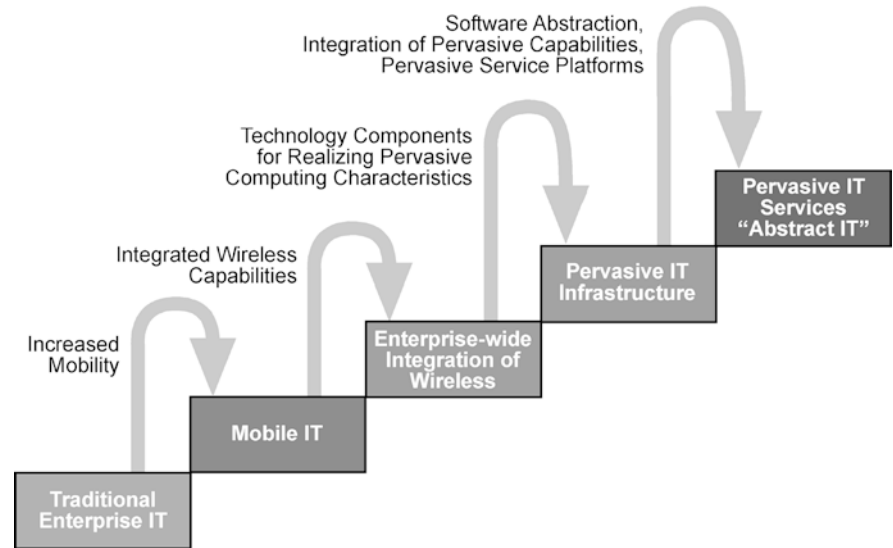 Software Abstraction,
Integration of Pervasive Capabilities,
Pervasive Service Platforms
Technology Components
for Realizing Pervasive
Computing Characteristics
Pervasive IT
Services
“Abstract IT”
Integrated Wireless
Capabilities
Pervasive IT
Infrastructure
Increased
Mobility
Enterprise-wide
Integration of
Wireless
Mobile IT
Traditional
Enterprise IT